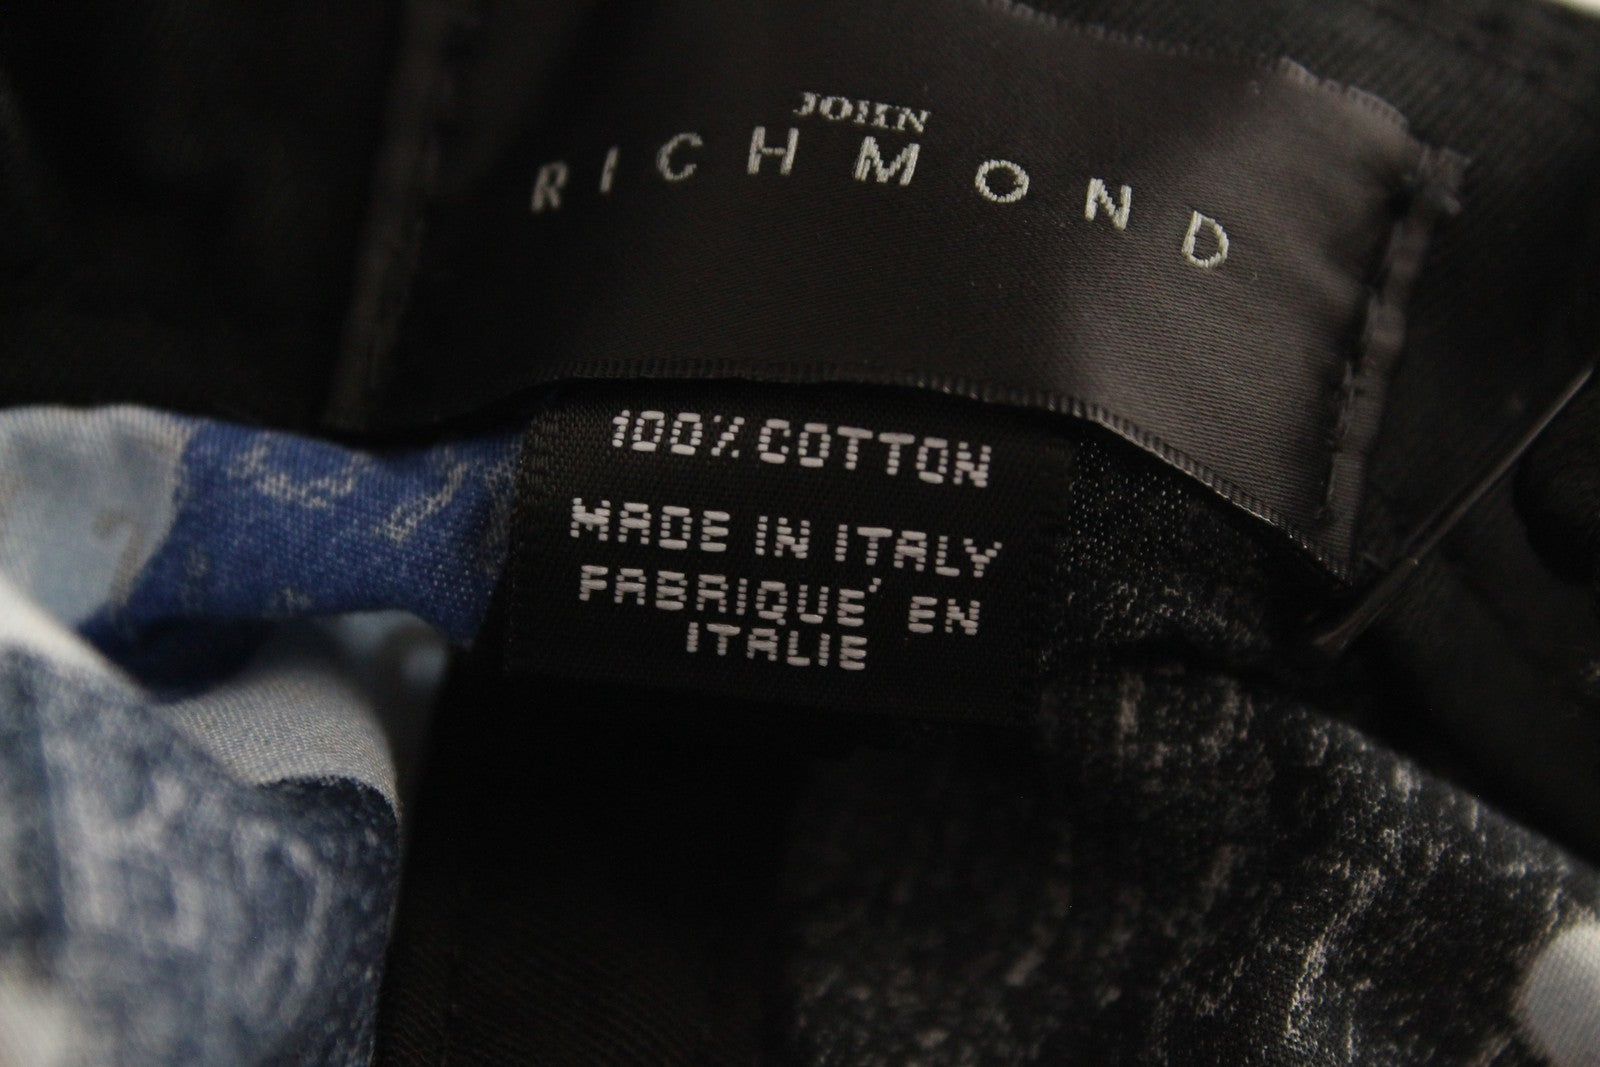 JOHN
RICHMOND
100% COTTON
MADE IN ITALY
FABRIQUE' EN
ITALIE